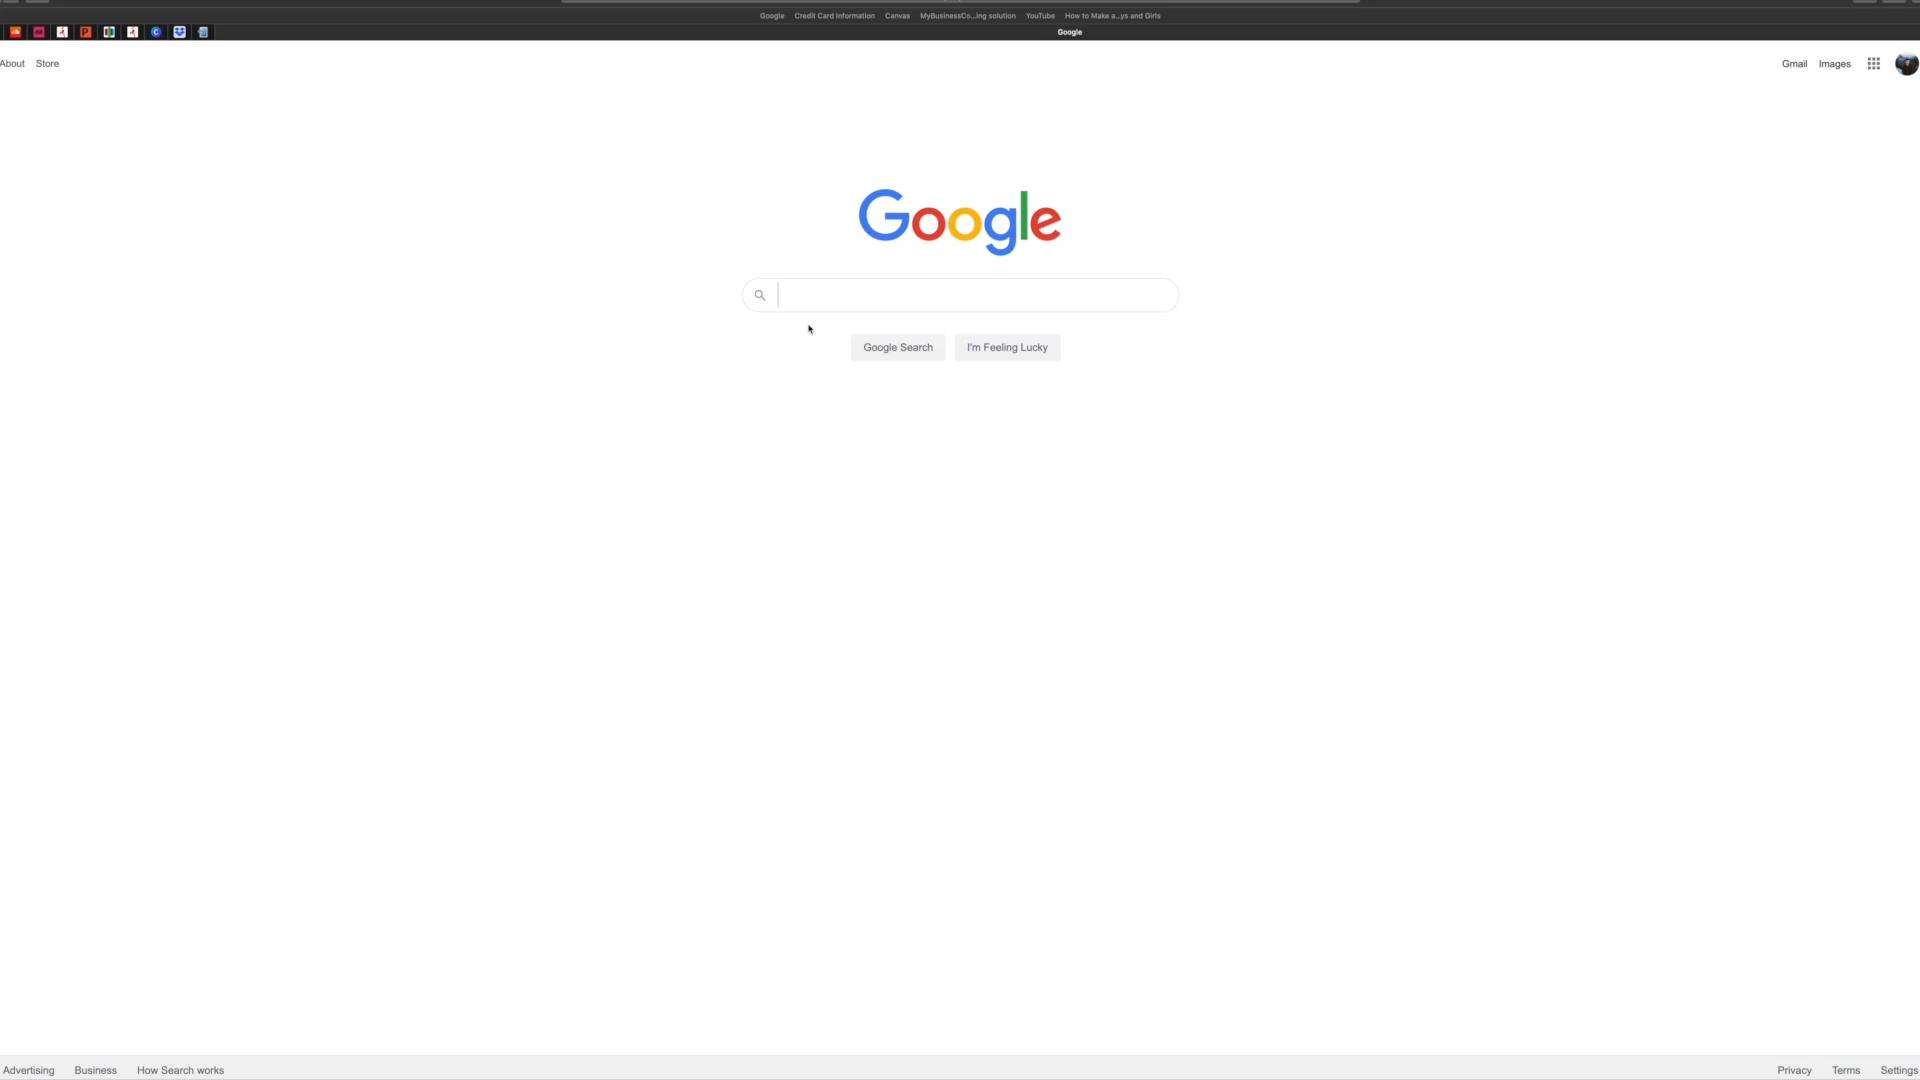 Google Credit Card Information Canvas MyBusinessCo...ing solution YouTube How to Make a...ys and Girls
P C Google
About Store Gmail Images
Google
Google Search I'm Feeling Lucky
Advertising Business How Search works Privacy Terms Settings